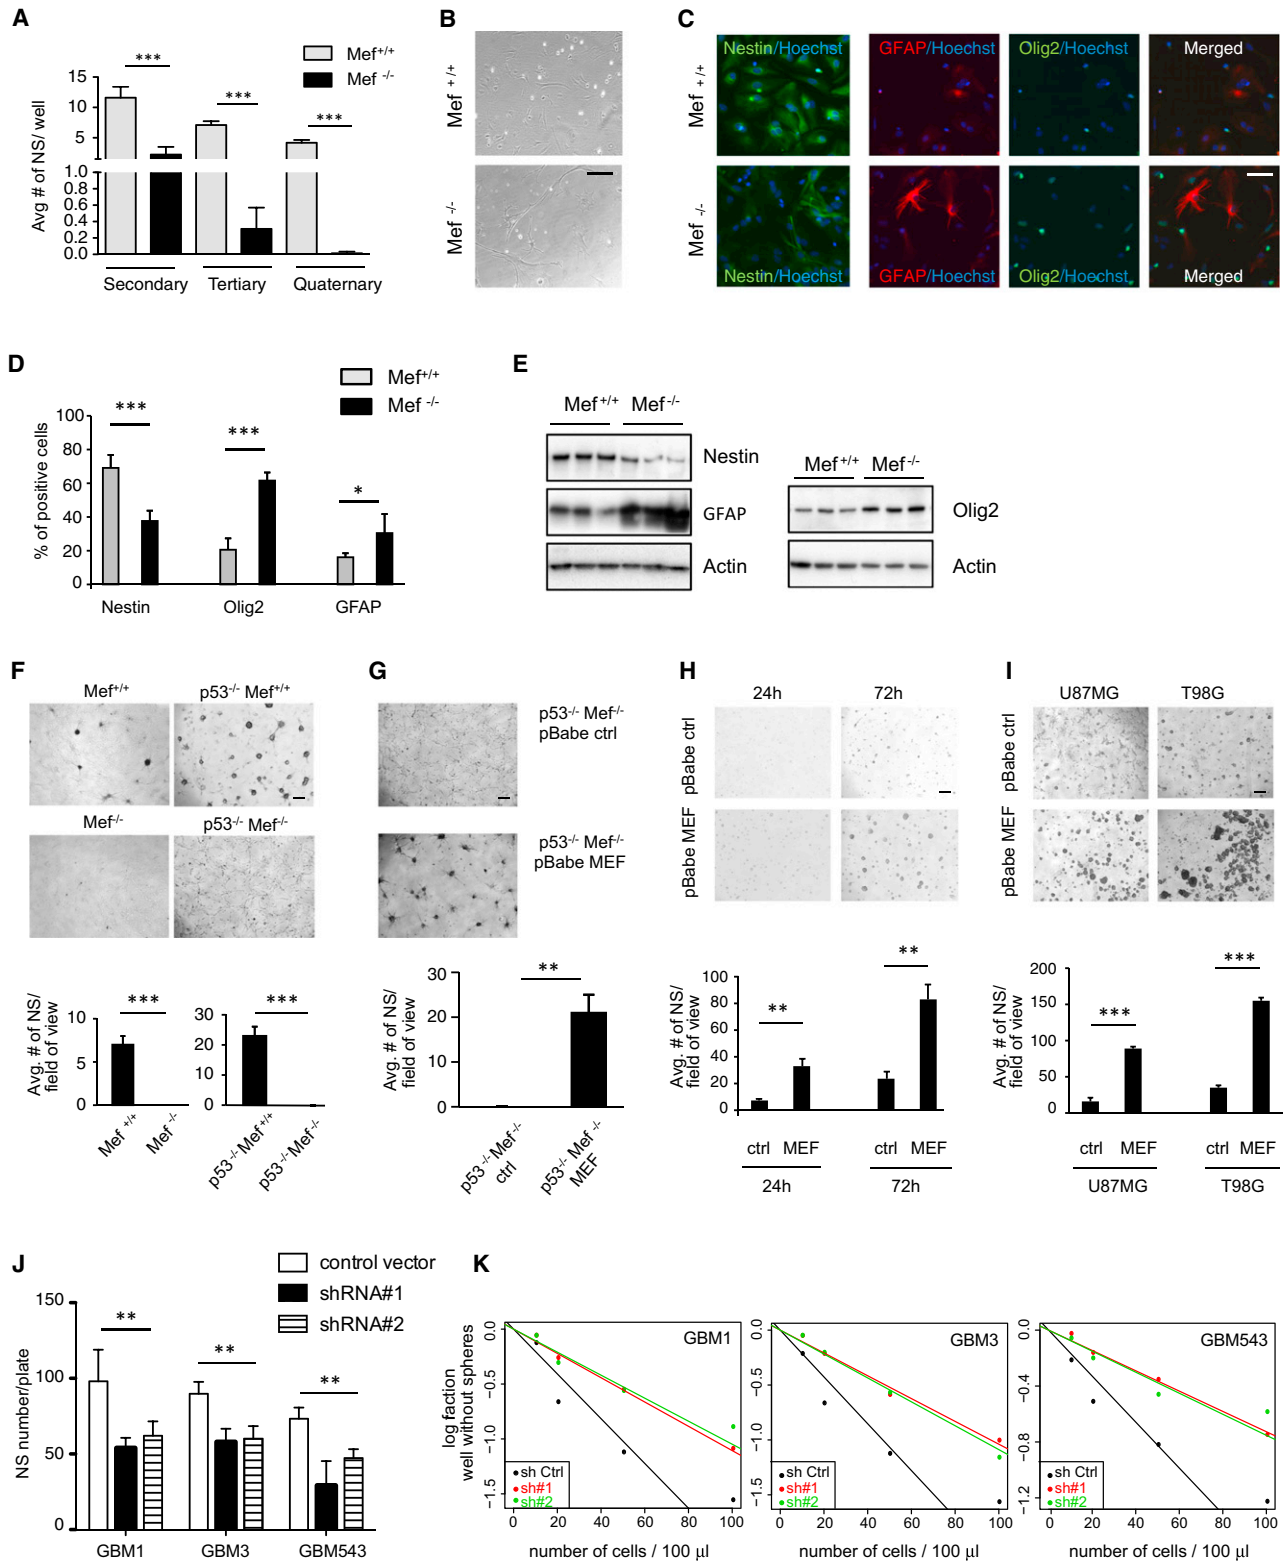 A
Mef+/+
Mef -/-
***
***
***
Avg # of NS/ well
15
10
5
1.0
0.8
0.6
0.4
0.2
0.0
Secondary
Tertiary
Quaternary
B
Mef +/+
Mef -/-
C
Mef +/+
Mef -/-
Nestin/Hoechst
GFAP/Hoechst
Olig2/Hoechst
Merged
Nestin/Hoechst
GFAP/Hoechst
Olig2/Hoechst
Merged
D
Mef+/+
Mef -/-
% of positive cells
100
80
60
40
20
0
***
***
*
Nestin
Olig2
GFAP
E
Mef+/+ Mef-/-
Nestin
GFAP
Actin
Mef+/+ Mef-/-
Olig2
Actin
F
Mef+/+
p53-/- Mef+/+
Mef-/-
p53-/- Mef-/-
Avg. # of NS/
field of view
10
5
0
***
Mef +/+
Mef -/-
30
20
10
0
***
p53-/- Mef+/+
p53-/- Mef-/-
G
p53-/- Mef-/-
pBabe ctrl
p53-/- Mef-/-
pBabe MEF
Avg. # of NS/
field of view
30
20
10
0
**
p53-/- Mef-/-
ctrl
p53-/- Mef-/-
MEF
H
24h
72h
pBabe ctrl
pBabe MEF
Avg. # of NS/
field of view
100
80
60
40
20
0
**
**
ctrl MEF
ctrl MEF
24h
72h
I
U87MG
T98G
pBabe ctrl
pBabe MEF
Avg. # of NS/
field of view
200
150
100
50
0
***
***
ctrl MEF
ctrl MEF
U87MG
T98G
J
control vector
shRNA#1
shRNA#2
NS number/plate
150
100
50
0
**
**
**
GBM1
GBM3
GBM543
K
log faction
well without spheres
GBM1
0.0
−0.5
−1.0
−1.5
sh Ctrl
sh#1
sh#2
0 20 40 60 80 100
number of cells / 100 µl
GBM3
0.0
−0.5
−1.0
−1.5
sh Ctrl
sh#1
sh#2
0 20 40 60 80 100
number of cells / 100 µl
GBM543
0.0
−0.4
−0.8
−1.2
sh Ctrl
sh#1
sh#2
0 20 40 60 80 100
number of cells / 100 µl